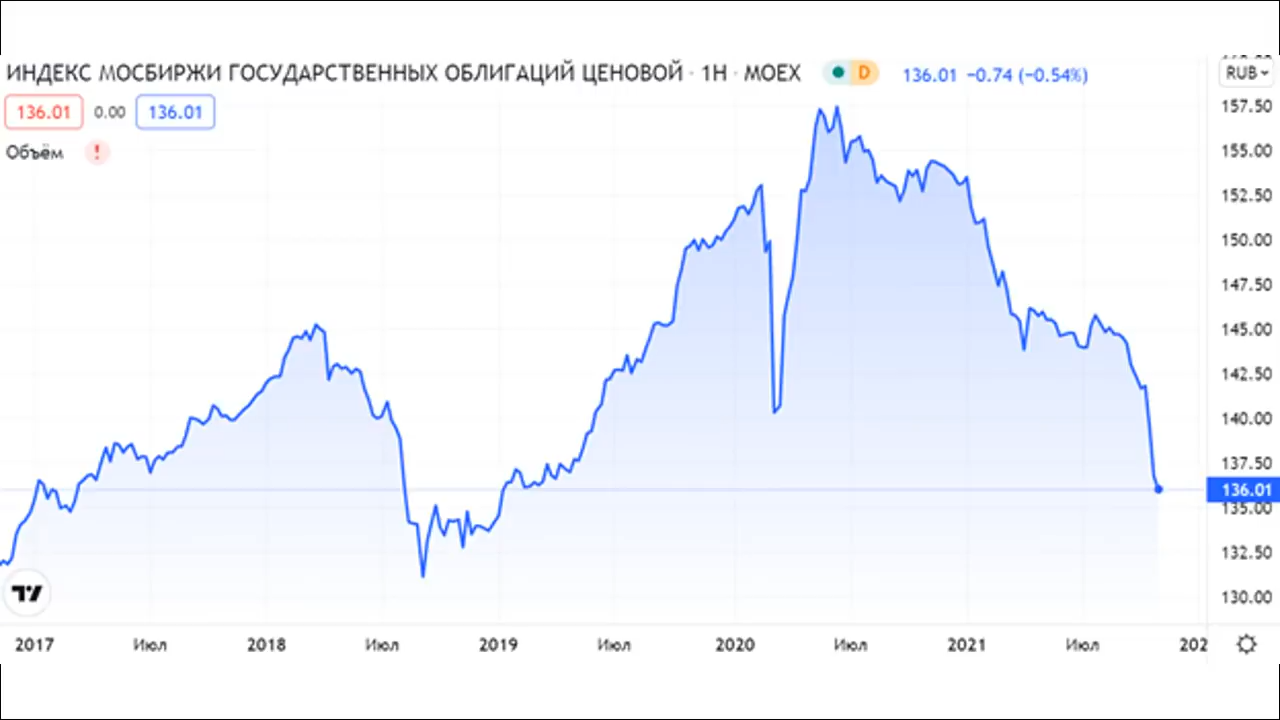 ИНДЕКС МОСБИРЖИ ГОСУДАРСТВЕННЫХ ОБЛИГАЦИЙ ЦЕНОВОЙ · 1Н · MOEX D 136.01 −0.74 (−0.54%)
RUB
136.01 0.00 136.01
Объём !
157.50
155.00
152.50
150.00
147.50
145.00
142.50
140.00
137.50
136.01
135.00
132.50
130.00
2017 Июл 2018 Июл 2019 Июл 2020 Июл 2021 Июл